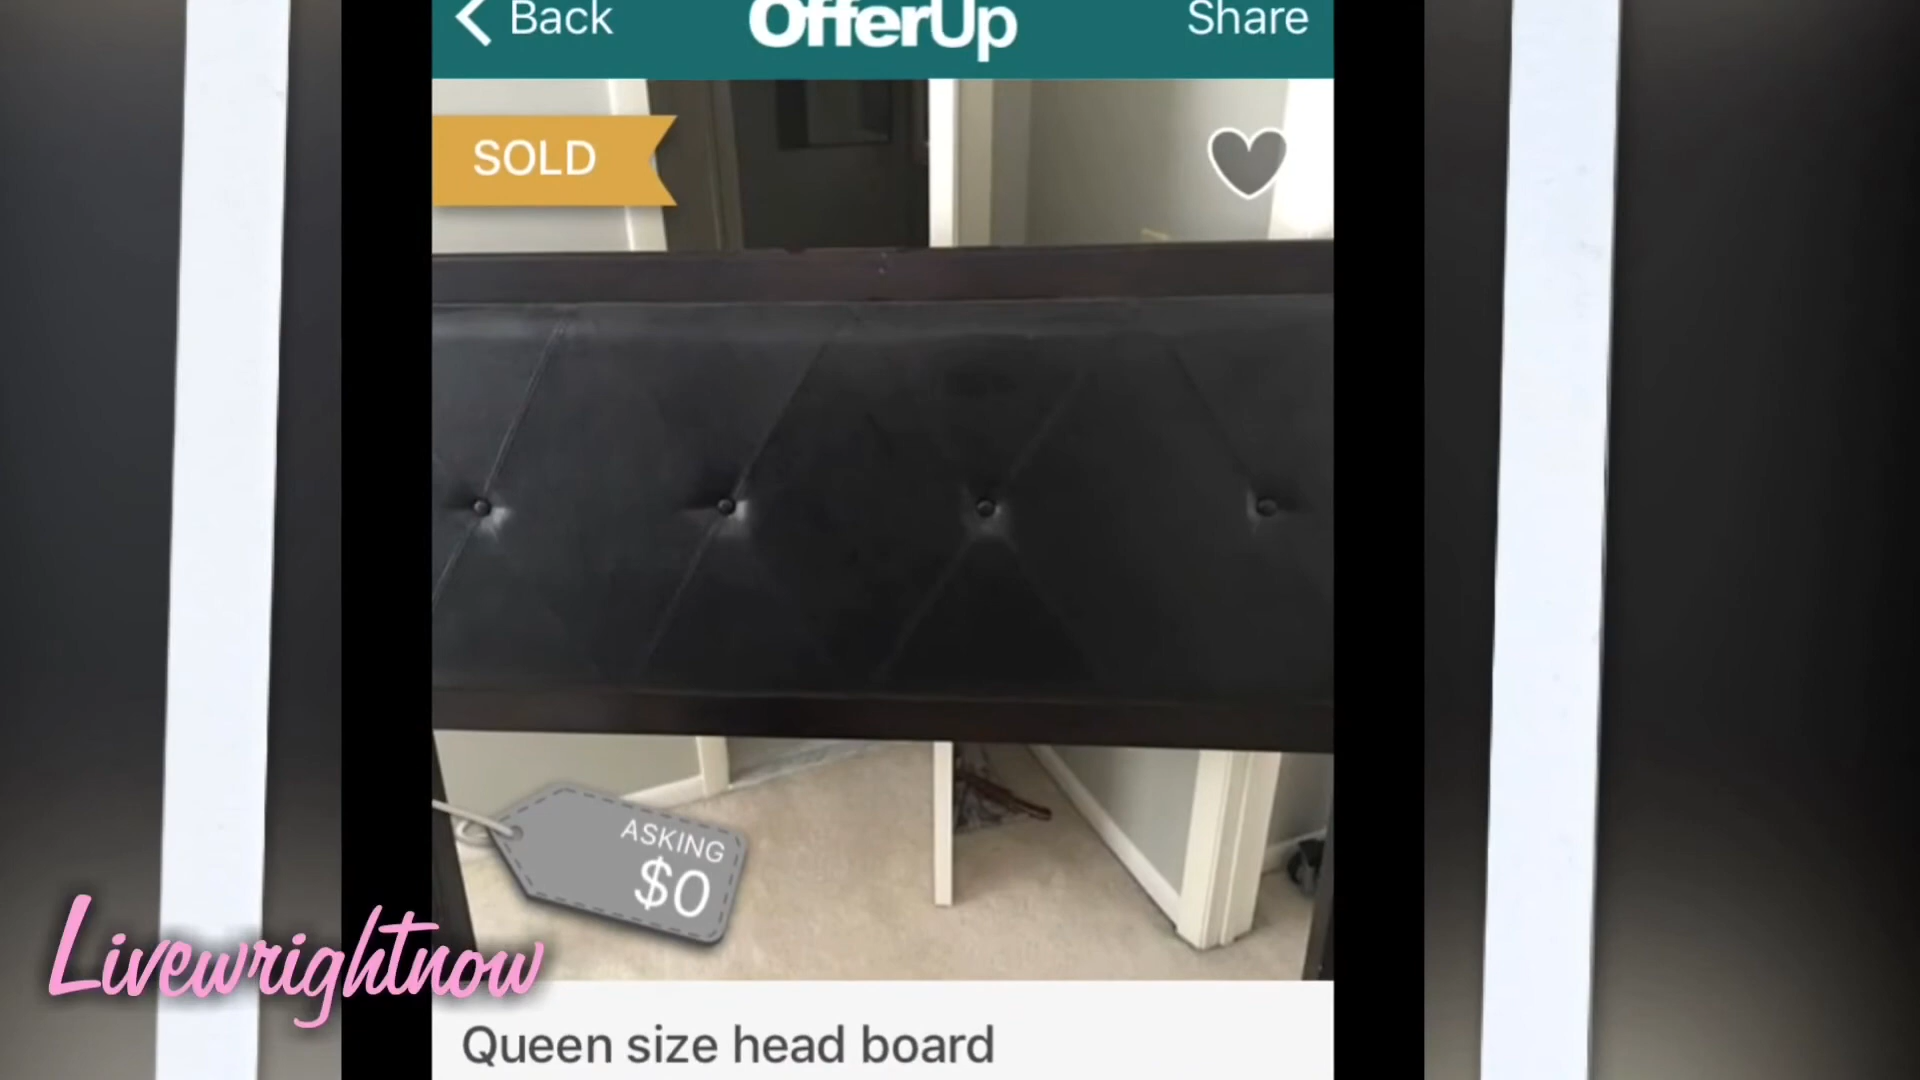 Back
OfferUp
Share
SOLD
ASKING
$0
Livewrightnow
Queen size head board